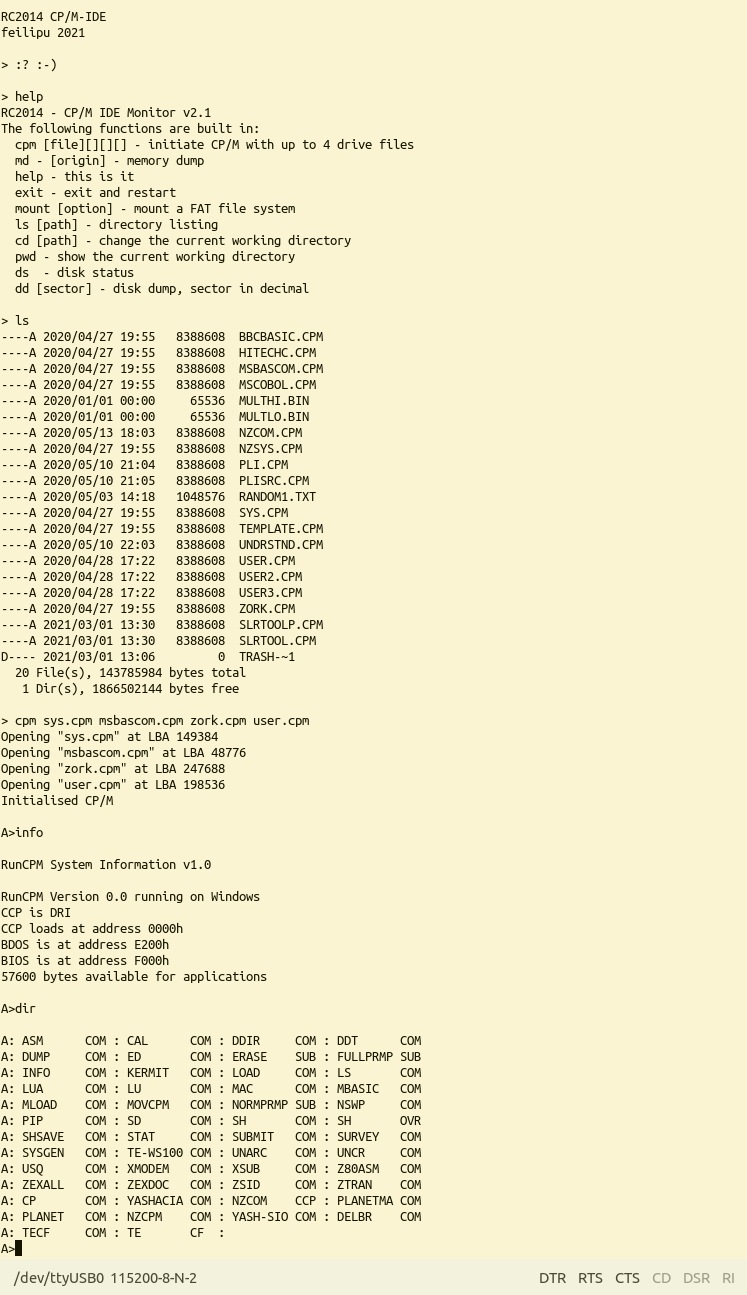 RC2014 CP/M-IDE
feilipu 2021
> :? :-)
> help
RC2014 - CP/M IDE Monitor v2.1
The following functions are built in:
  cpm [file][][][] - initiate CP/M with up to 4 drive files
  md - [origin] - memory dump
  help - this is it
  exit - exit and restart
  mount [option] - mount a FAT file system
  ls [path] - directory listing
  cd [path] - change the current working directory
  pwd - show the current working directory
  ds  - disk status
  dd [sector] - disk dump, sector in decimal
> ls
----A 2020/04/27 19:55   8388608  BBCBASIC.CPM
----A 2020/04/27 19:55   8388608  HITECHC.CPM
----A 2020/04/27 19:55   8388608  MSBASCOM.CPM
----A 2020/04/27 19:55   8388608  MSCOBOL.CPM
----A 2020/01/01 00:00     65536  MULTHI.BIN
----A 2020/01/01 00:00     65536  MULTLO.BIN
----A 2020/05/13 18:03   8388608  NZCOM.CPM
----A 2020/04/27 19:55   8388608  NZSYS.CPM
----A 2020/05/10 21:04   8388608  PLI.CPM
----A 2020/05/10 21:05   8388608  PLISRC.CPM
----A 2020/05/03 14:18   1048576  RANDOM1.TXT
----A 2020/04/27 19:55   8388608  SYS.CPM
----A 2020/04/27 19:55   8388608  TEMPLATE.CPM
----A 2020/05/10 22:03   8388608  UNDRSTND.CPM
----A 2020/04/28 17:22   8388608  USER.CPM
----A 2020/04/28 17:22   8388608  USER2.CPM
----A 2020/04/28 17:22   8388608  USER3.CPM
----A 2020/04/27 19:55   8388608  ZORK.CPM
----A 2021/03/01 13:30   8388608  SLRTOOLP.CPM
----A 2021/03/01 13:30   8388608  SLRTOOL.CPM
D---- 2021/03/01 13:06         0  TRASH-~1
  20 File(s), 143785984 bytes total
   1 Dir(s), 1866502144 bytes free
> cpm sys.cpm msbascom.cpm zork.cpm user.cpm
Opening "sys.cpm" at LBA 149384
Opening "msbascom.cpm" at LBA 48776
Opening "zork.cpm" at LBA 247688
Opening "user.cpm" at LBA 198536
Initialised CP/M
A>info
RunCPM System Information v1.0
RunCPM Version 0.0 running on Windows
CCP is DRI
CCP loads at address 0000h
BDOS is at address E200h
BIOS is at address F000h
57600 bytes available for applications
A>dir
A: ASM      COM : CAL      COM : DDIR     COM : DDT      COM
A: DUMP     COM : ED       COM : ERASE    SUB : FULLPRMP SUB
A: INFO     COM : KERMIT   COM : LOAD     COM : LS       COM
A: LUA      COM : LU       COM : MAC      COM : MBASIC   COM
A: MLOAD    COM : MOVCPM   COM : NORMPRMP SUB : NSWP     COM
A: PIP      COM : SD       COM : SH       COM : SH       OVR
A: SHSAVE   COM : STAT     COM : SUBMIT   COM : SURVEY   COM
A: SYSGEN   COM : TE-WS100 COM : UNARC    COM : UNCR     COM
A: USQ      COM : XMODEM   COM : XSUB     COM : Z80ASM   COM
A: ZEXALL   COM : ZEXDOC   COM : ZSID     COM : ZTRAN    COM
A: CP       COM : YASHACIA COM : NZCOM    CCP : PLANETMA COM
A: PLANET   COM : NZCPM    COM : YASH-SIO COM : DELBR    COM
A: TECF     COM : TE       CF  :
A>
/dev/ttyUSB0 115200-8-N-2 DTR RTS CTS CD DSR RI